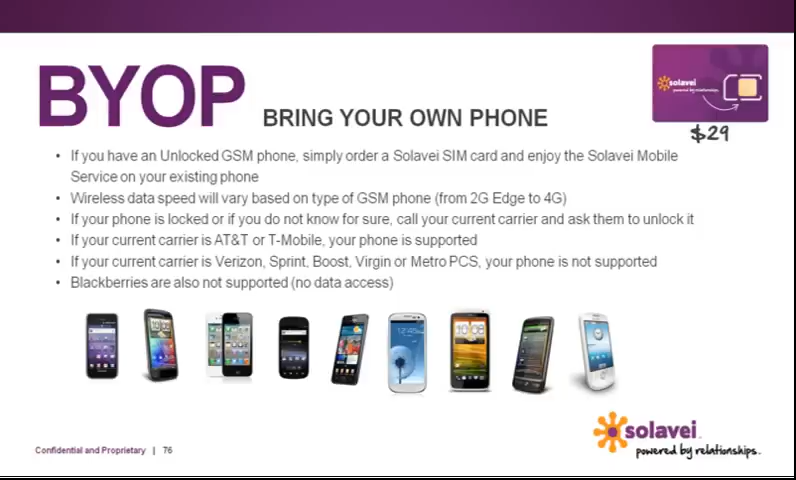 solavei
powered by relationships.
$29
BYOP BRING YOUR OWN PHONE
• If you have an Unlocked GSM phone, simply order a Solavei SIM card and enjoy the Solavei Mobile
Service on your existing phone
• Wireless data speed will vary based on type of GSM phone (from 2G Edge to 4G)
• If your phone is locked or if you do not know for sure, call your current carrier and ask them to unlock it
• If your current carrier is AT&T or T-Mobile, your phone is supported
• If your current carrier is Verizon, Sprint, Boost, Virgin or Metro PCS, your phone is not supported
• Blackberries are also not supported (no data access)
12:45
solavei
powered by relationships.
Confidential and Proprietary | 76